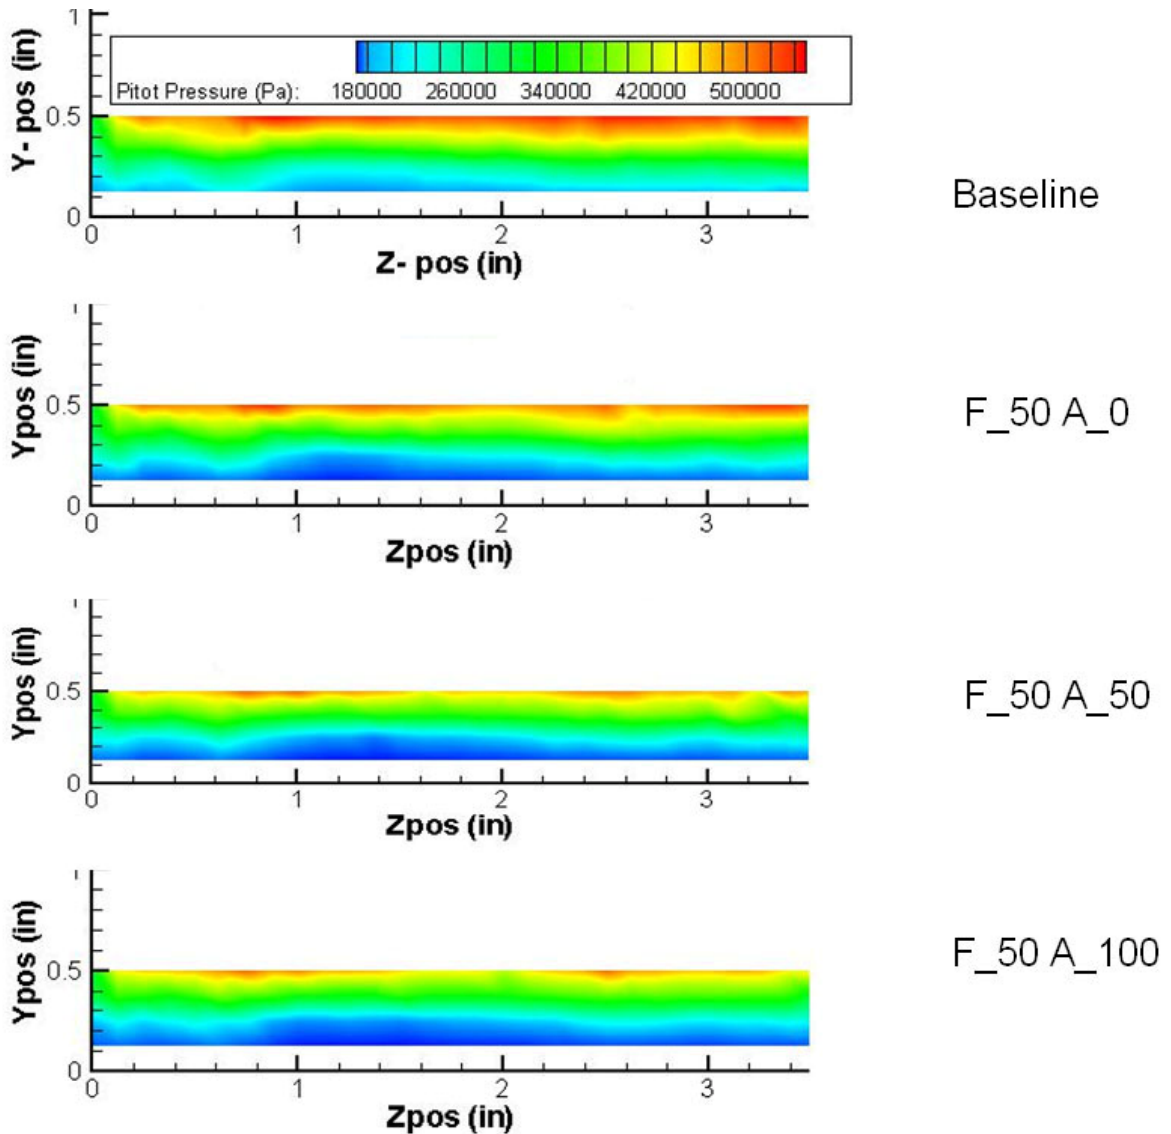 Y- pos (in)
1
Pitot Pressure (Pa): 180000 260000 340000 420000 500000
0.5
0
0 1 2 3
Z- pos (in)
Baseline
Ypos (in)
0.5
0
0 1 2 3
Zpos (in)
F_50 A_0
Ypos (in)
0.5
0
0 1 2 3
Zpos (in)
F_50 A_50
Ypos (in)
0.5
0
0 1 2 3
Zpos (in)
F_50 A_100